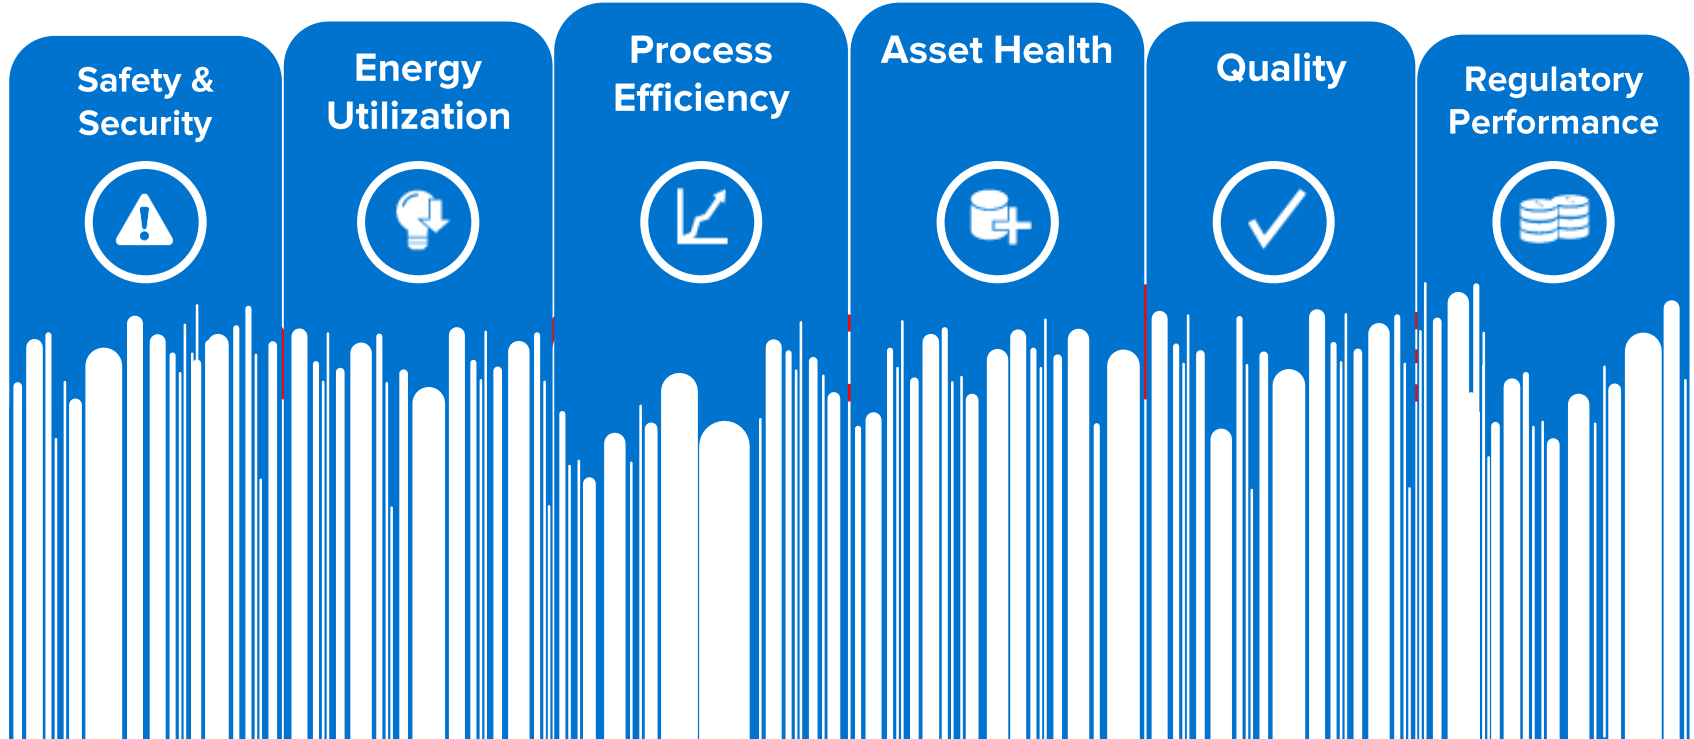 Safety &
Security
Energy
Utilization
Process
Efficiency
Asset Health
Quality
Regulatory
Performance